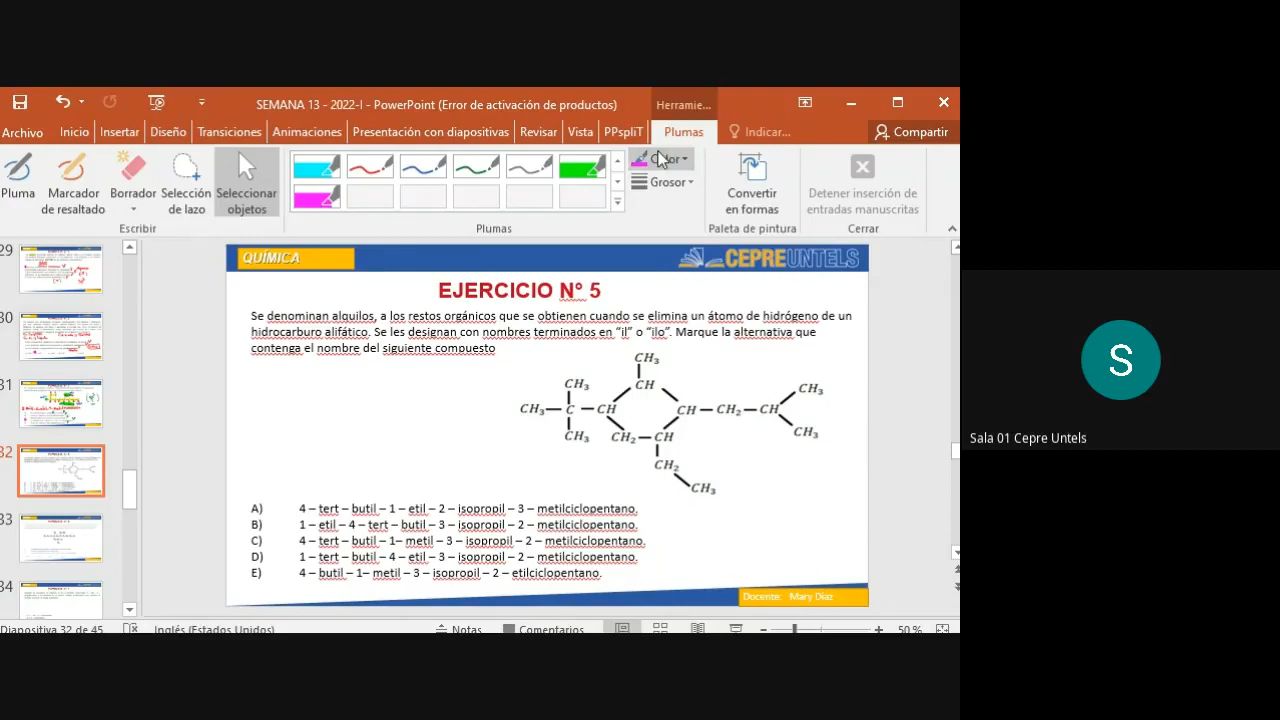 SEMANA 13 - 2022-I - PowerPoint (Error de activación de productos)
Herramie...
Archivo Inicio Insertar Diseño Transiciones Animaciones Presentación con diapositivas Revisar Vista PPspliT Plumas Indicar... Compartir
Pluma
Marcador de resaltado
Borrador
Selección de lazo
Seleccionar objetos
Color
Grosor
Convertir en formas
Detener inserción de entradas manuscritas
Escribir
Plumas
Paleta de pintura
Cerrar
29
30
31
32
33
34
QUÍMICA
CEPREUNTELS
EJERCICIO N° 5
Se denominan alquilos, a los restos orgánicos que se obtienen cuando se elimina un átomo de hidrógeno de un
hidrocarburo alifático. Se les designan con nombres terminados en “il” o “ilo”. Marque la alternativa que
contenga el nombre del siguiente compuesto
CH3
CH3 CH CH3
CH3 — C — CH CH — CH2 — CH
CH3 CH2 — CH CH3
CH2
CH3
A) 4 – tert – butil – 1 – etil – 2 – isopropil – 3 – metilciclopentano.
B) 1 – etil – 4 – tert – butil – 3 – isopropil – 2 – metilciclopentano.
C) 4 – tert – butil – 1– metil – 3 – isopropil – 2 – metilciclopentano.
D) 1 – tert – butil – 4 – etil – 3 – isopropil – 2 – metilciclopentano.
E) 4 – butil – 1– metil – 3 – isopropil – 2 – etilciclopentano.
Docente: Mary Díaz
Diapositiva 32 de 45
Inglés (Estados Unidos)
Notas
Comentarios
50 %
S
Sala 01 Cepre Untels